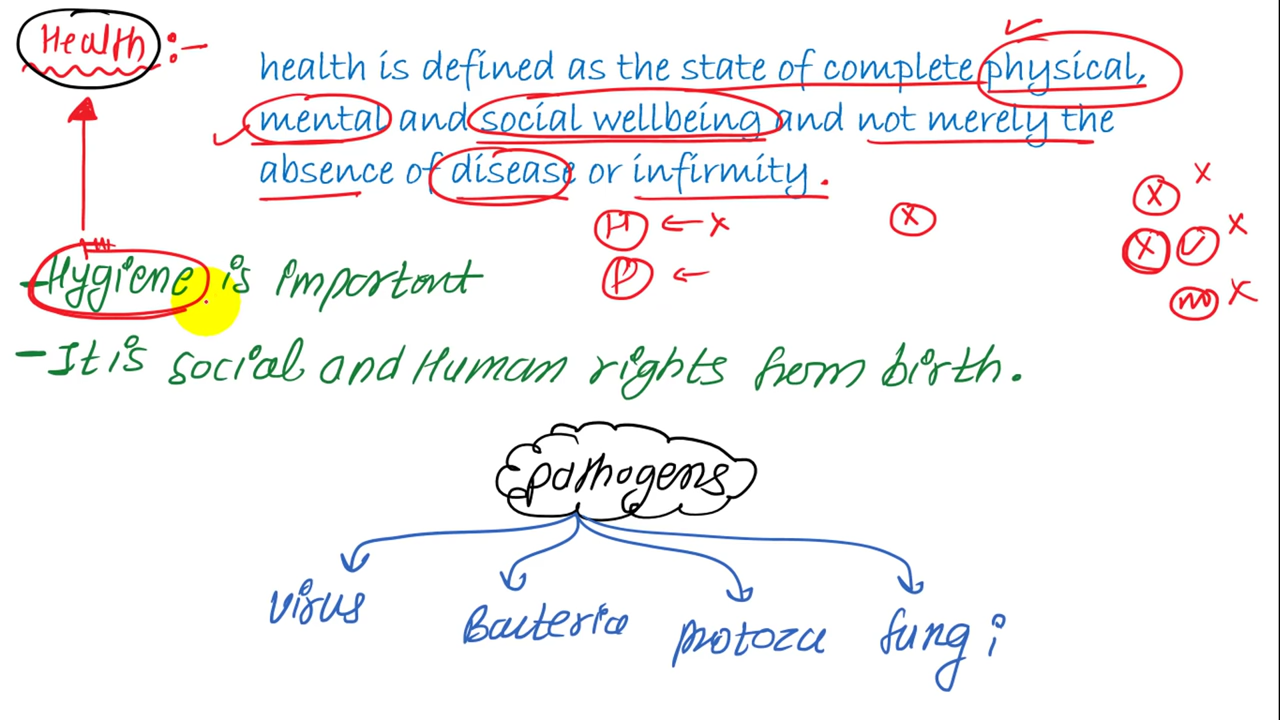 Health :-
health is defined as the state of complete physical,
mental and social wellbeing and not merely the
absence of disease or infirmity.
H ← x
x
x x
x ✓ x
P ←
no x
-Hygiene is important
- It is social and Human rights from birth.
pathogens
virus
Bacteria
protoza
fungi